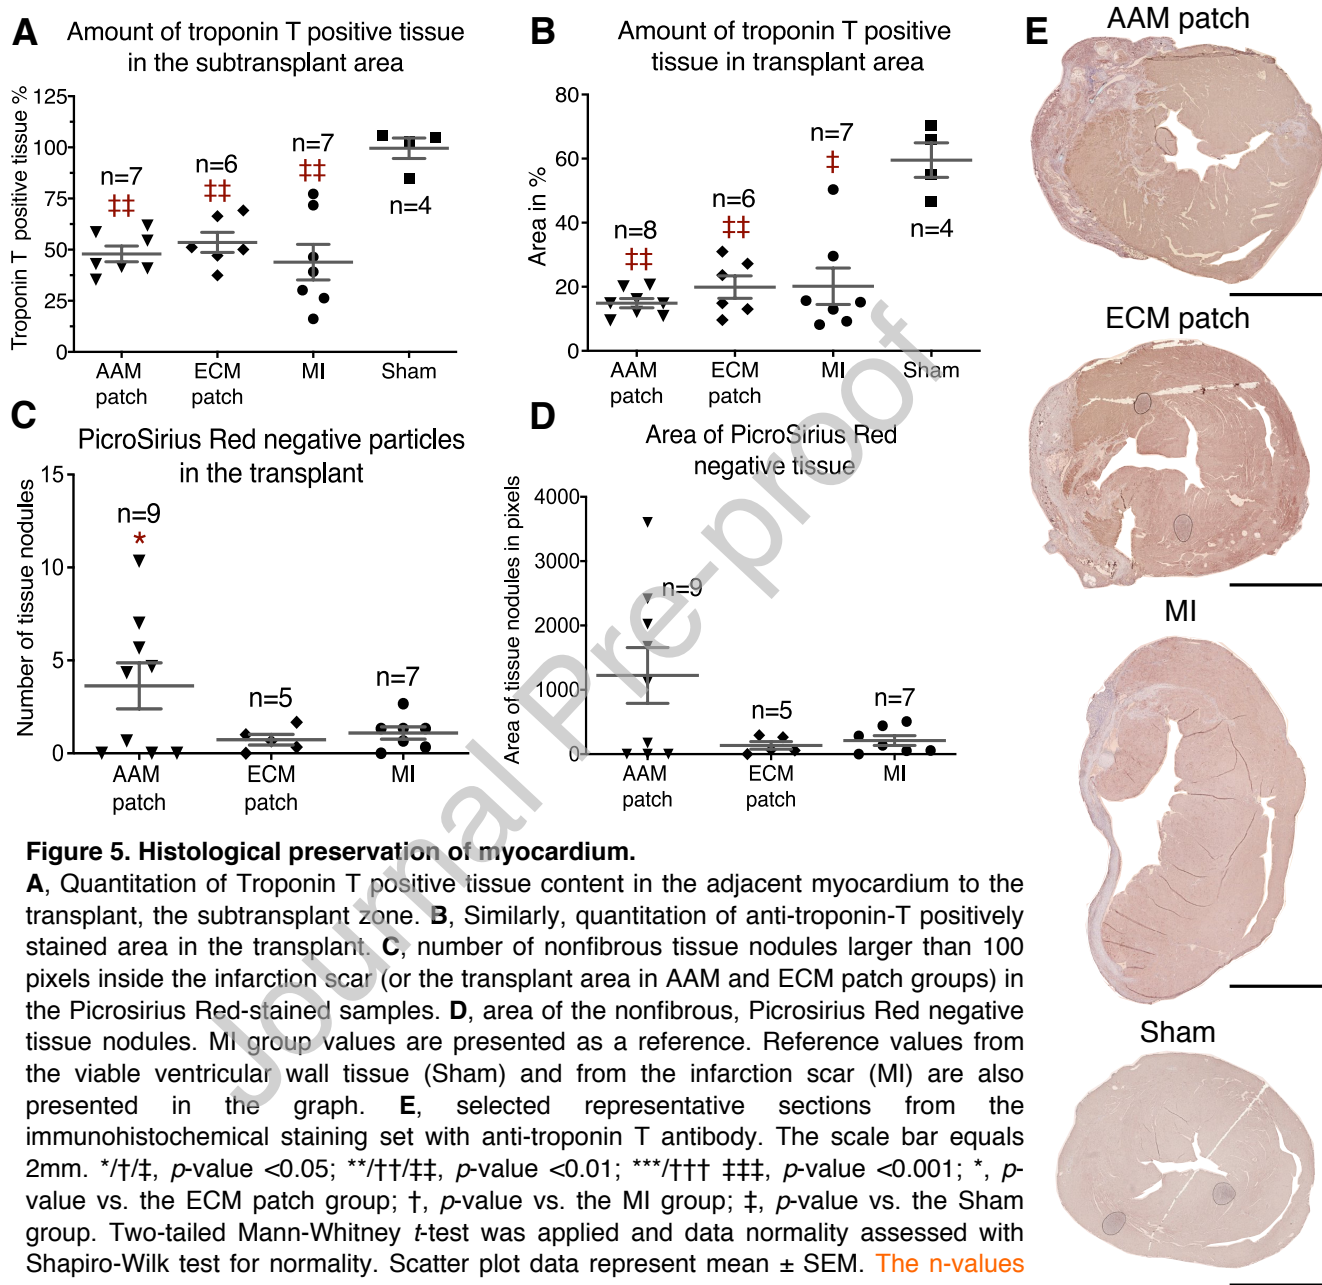 A
Amount of troponin T positive tissue
in the subtransplant area
Troponin T positive tissue %
125
100
75
50
25
0
n=7
‡‡
n=6
‡‡
n=7
‡‡
n=4
AAM
patch
ECM
patch
MI
Sham
B
Amount of troponin T positive
tissue in transplant area
Area in %
80
60
40
20
0
n=8
‡‡
n=6
‡‡
n=7
‡
n=4
AAM
patch
ECM
patch
MI
Sham
C
PicroSirius Red negative particles
in the transplant
Number of tissue nodules
15
10
5
0
n=9
*
n=5
n=7
AAM
patch
ECM
patch
MI
D
Area of PicroSirius Red
negative tissue
Area of tissue nodules in pixels
4000
3000
2000
1000
0
n=9
n=5
n=7
AAM
patch
ECM
patch
MI
E
AAM patch
ECM patch
MI
Sham
Journal Pre-proof
Figure 5. Histological preservation of myocardium.
A, Quantitation of Troponin T positive tissue content in the adjacent myocardium to the
transplant, the subtransplant zone. B, Similarly, quantitation of anti-troponin-T positively
stained area in the transplant. C, number of nonfibrous tissue nodules larger than 100
pixels inside the infarction scar (or the transplant area in AAM and ECM patch groups) in
the Picrosirius Red-stained samples. D, area of the nonfibrous, Picrosirius Red negative
tissue nodules. MI group values are presented as a reference. Reference values from
the viable ventricular wall tissue (Sham) and from the infarction scar (MI) are also
presented in the graph. E, selected representative sections from the
immunohistochemical staining set with anti-troponin T antibody. The scale bar equals
2mm. */†/‡, p-value <0.05; **/††/‡‡, p-value <0.01; ***/††† ‡‡‡, p-value <0.001; *, p-
value vs. the ECM patch group; †, p-value vs. the MI group; ‡, p-value vs. the Sham
group. Two-tailed Mann-Whitney t-test was applied and data normality assessed with
Shapiro-Wilk test for normality. Scatter plot data represent mean ± SEM. The n-values